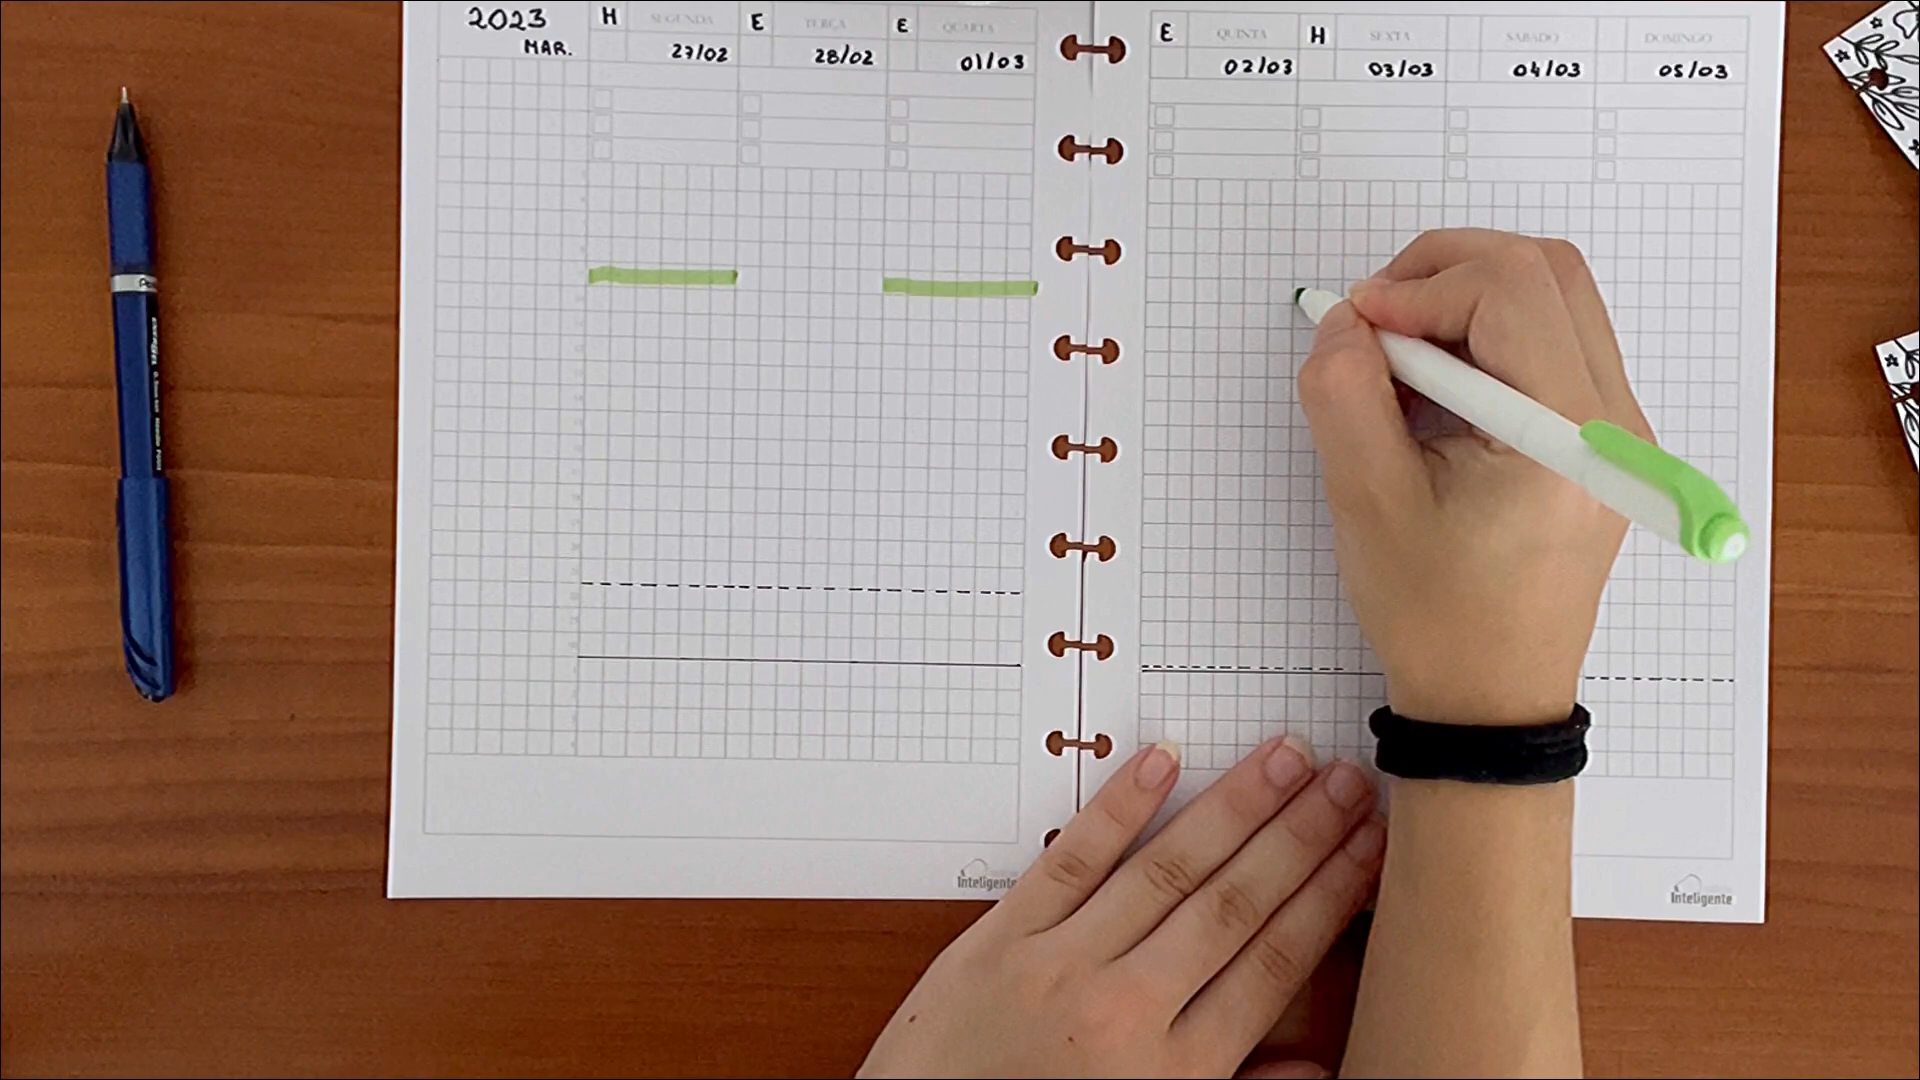 2023
MAR.
H SEGUNDA E TERÇA E QUARTA
27/02 28/02 01/03
E QUINTA H SEXTA SÁBADO DOMINGO
02/03 03/03 04/03 05/03
Inteligente
Inteligente